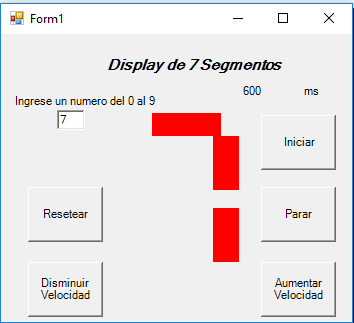 Form1
Display de 7 Segmentos
600 ms
Ingrese un numero del 0 al 9
7
Iniciar
Resetear
Parar
Disminuir
Velocidad
Aumentar
Velocidad